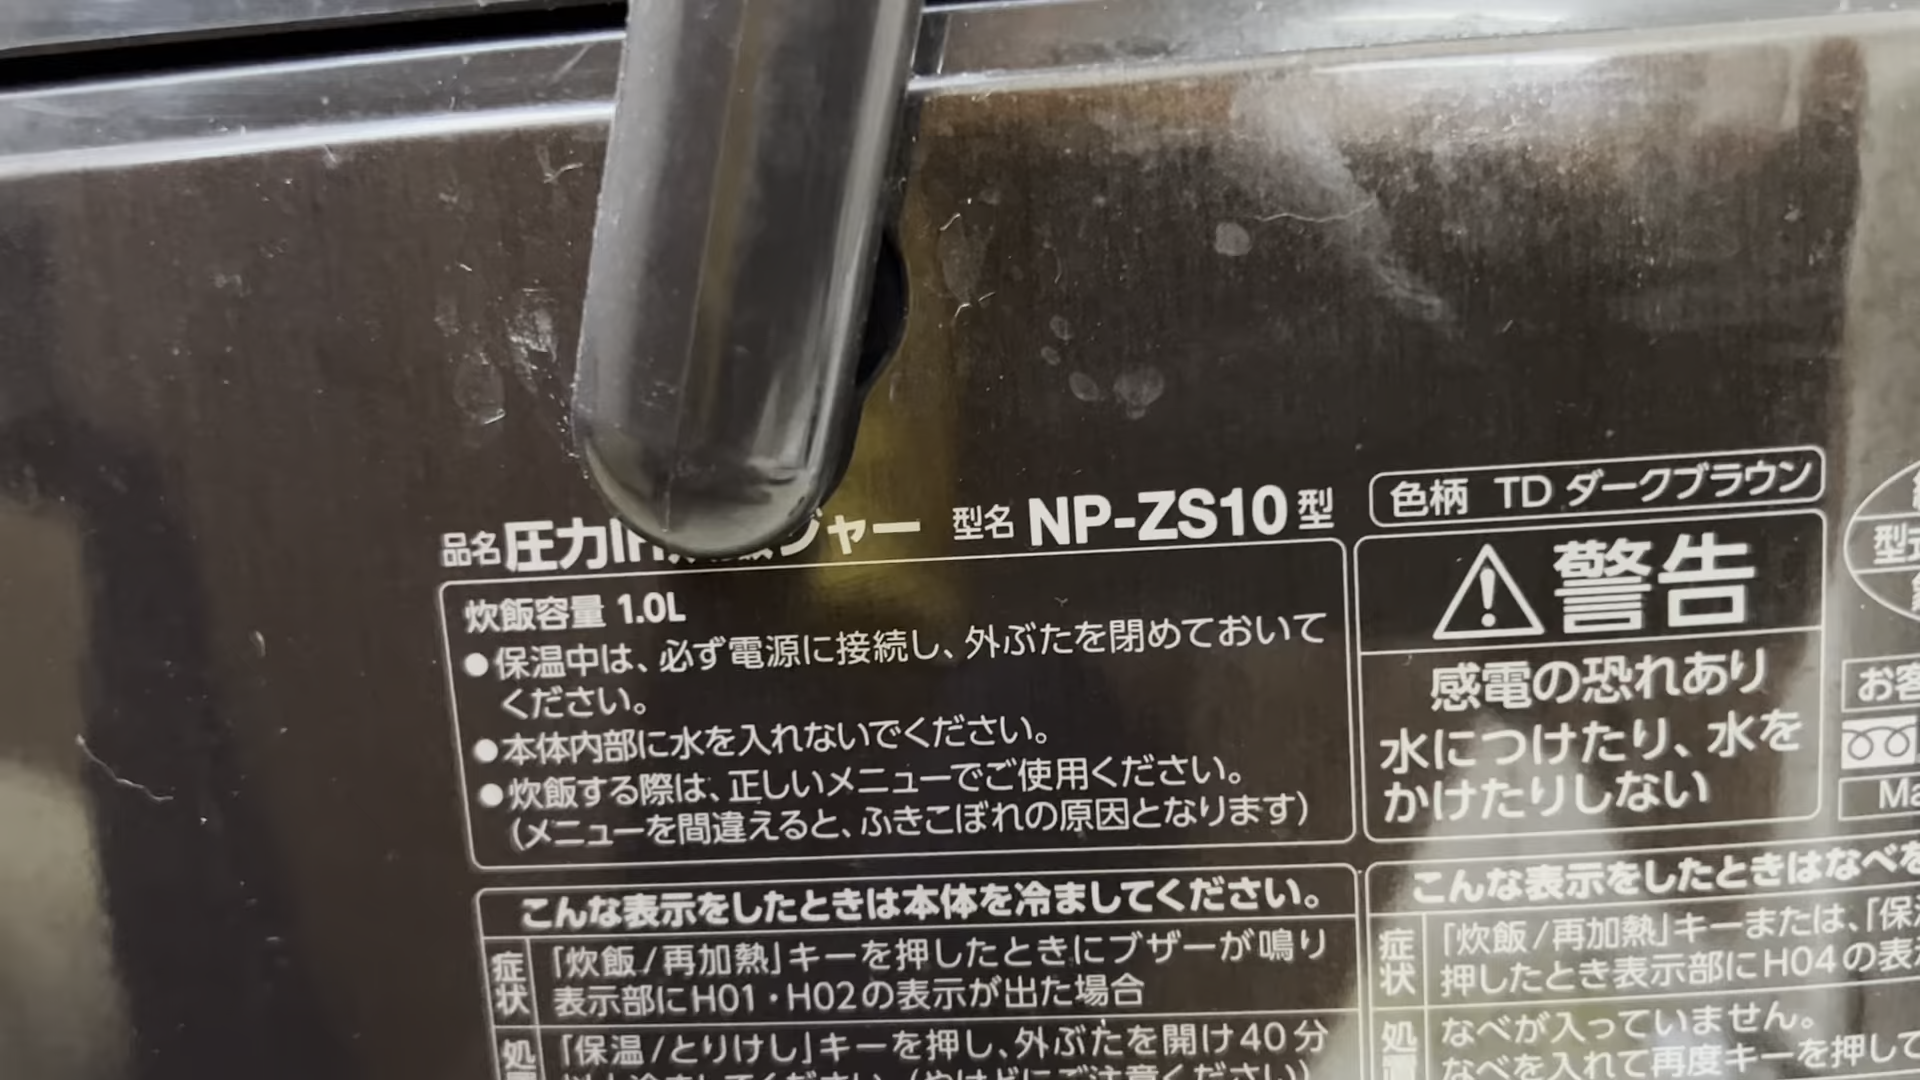 品名 圧力IH ジャー 型名 NP-ZS10型
色柄 TD ダークブラウン
炊飯容量 1.0L
●保温中は、必ず電源に接続し、外ぶたを閉めておいて
ください。
●本体内部に水を入れないでください。
●炊飯する際は、正しいメニューでご使用ください。
(メニューを間違えると、ふきこぼれの原因となります)
警告
感電の恐れあり
水につけたり、水を
かけたりしない
型式
お客
Ma
こんな表示をしたときは本体を冷ましてください。
症状
「炊飯/再加熱」キーを押したときにブザーが鳴り
表示部にH01・H02の表示が出た場合
「保温/とりけし」キーを押し、外ぶたを開け40分
こんな表示をしたときはなべを
症状
「炊飯/再加熱」キーまたは、「保温
押したとき表示部にH04の表
処
なべが入っていません。
なべを入れて再度キーを押して